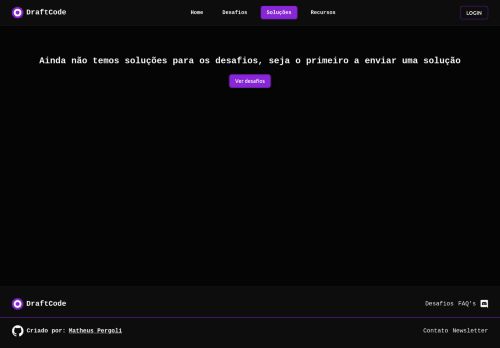 DraftCode
Home Desafios Soluções Recursos LOGIN
Ainda não temos soluções para os desafios, seja o primeiro a enviar uma solução
Ver desafios
DraftCode
Desafios FAQ's
Criado por: Matheus Pergoli
Contato Newsletter